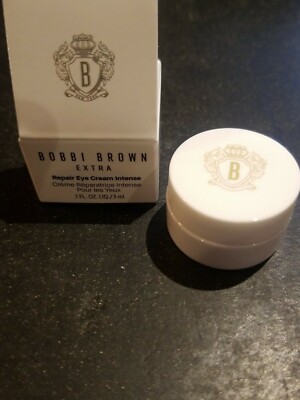 B
BOBBI BROWN
EXTRA
Repair Eye Cream Intense
Crème Réparatrice Intense
Pour les Yeux
B